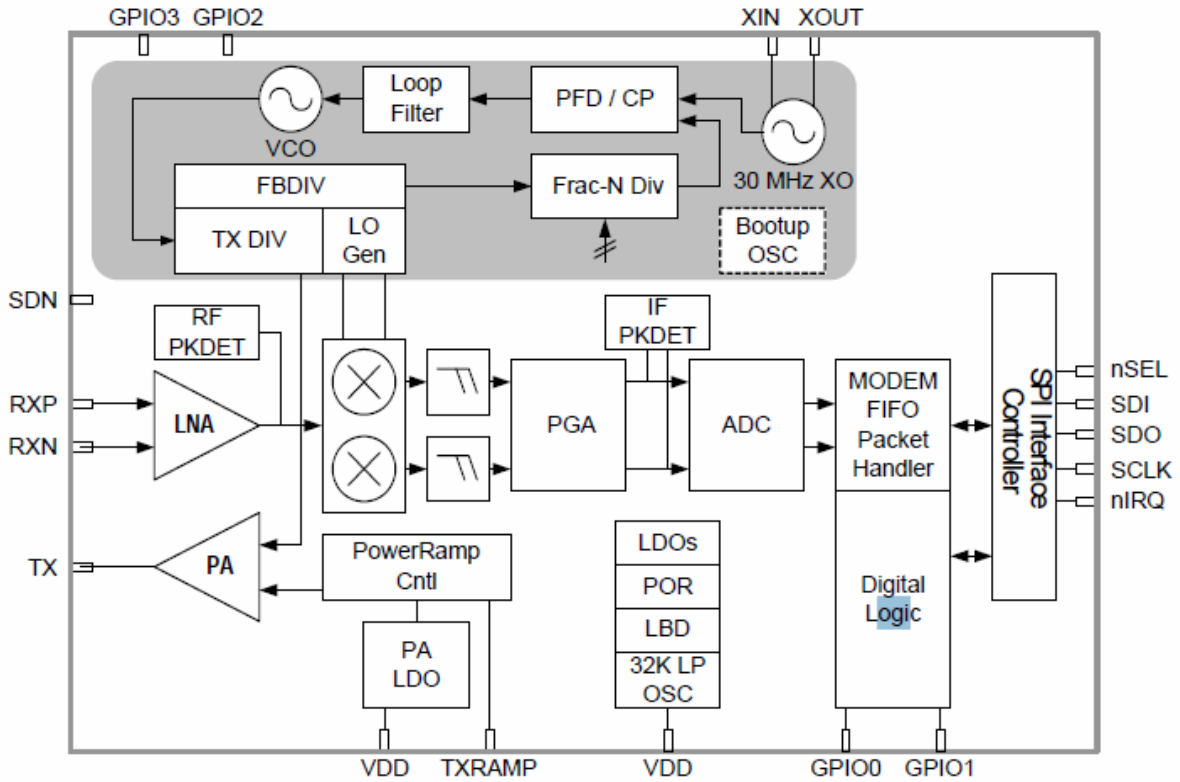 GPIO3 GPIO2
XIN XOUT
Loop
Filter
PFD / CP
VCO
30 MHz XO
FBDIV
Frac-N Div
TX DIV
LO
Gen
Bootup
OSC
SDN
RF
PKDET
IF
PKDET
RXP
RXN
LNA
PGA
ADC
MODEM
FIFO
Packet
Handler
SPI Interface
Controller
nSEL
SDI
SDO
SCLK
nIRQ
TX
PA
PowerRamp
Cntl
PA
LDO
LDOs
POR
LBD
32K LP
OSC
Digital
Logic
VDD
TXRAMP
VDD
GPIO0
GPIO1